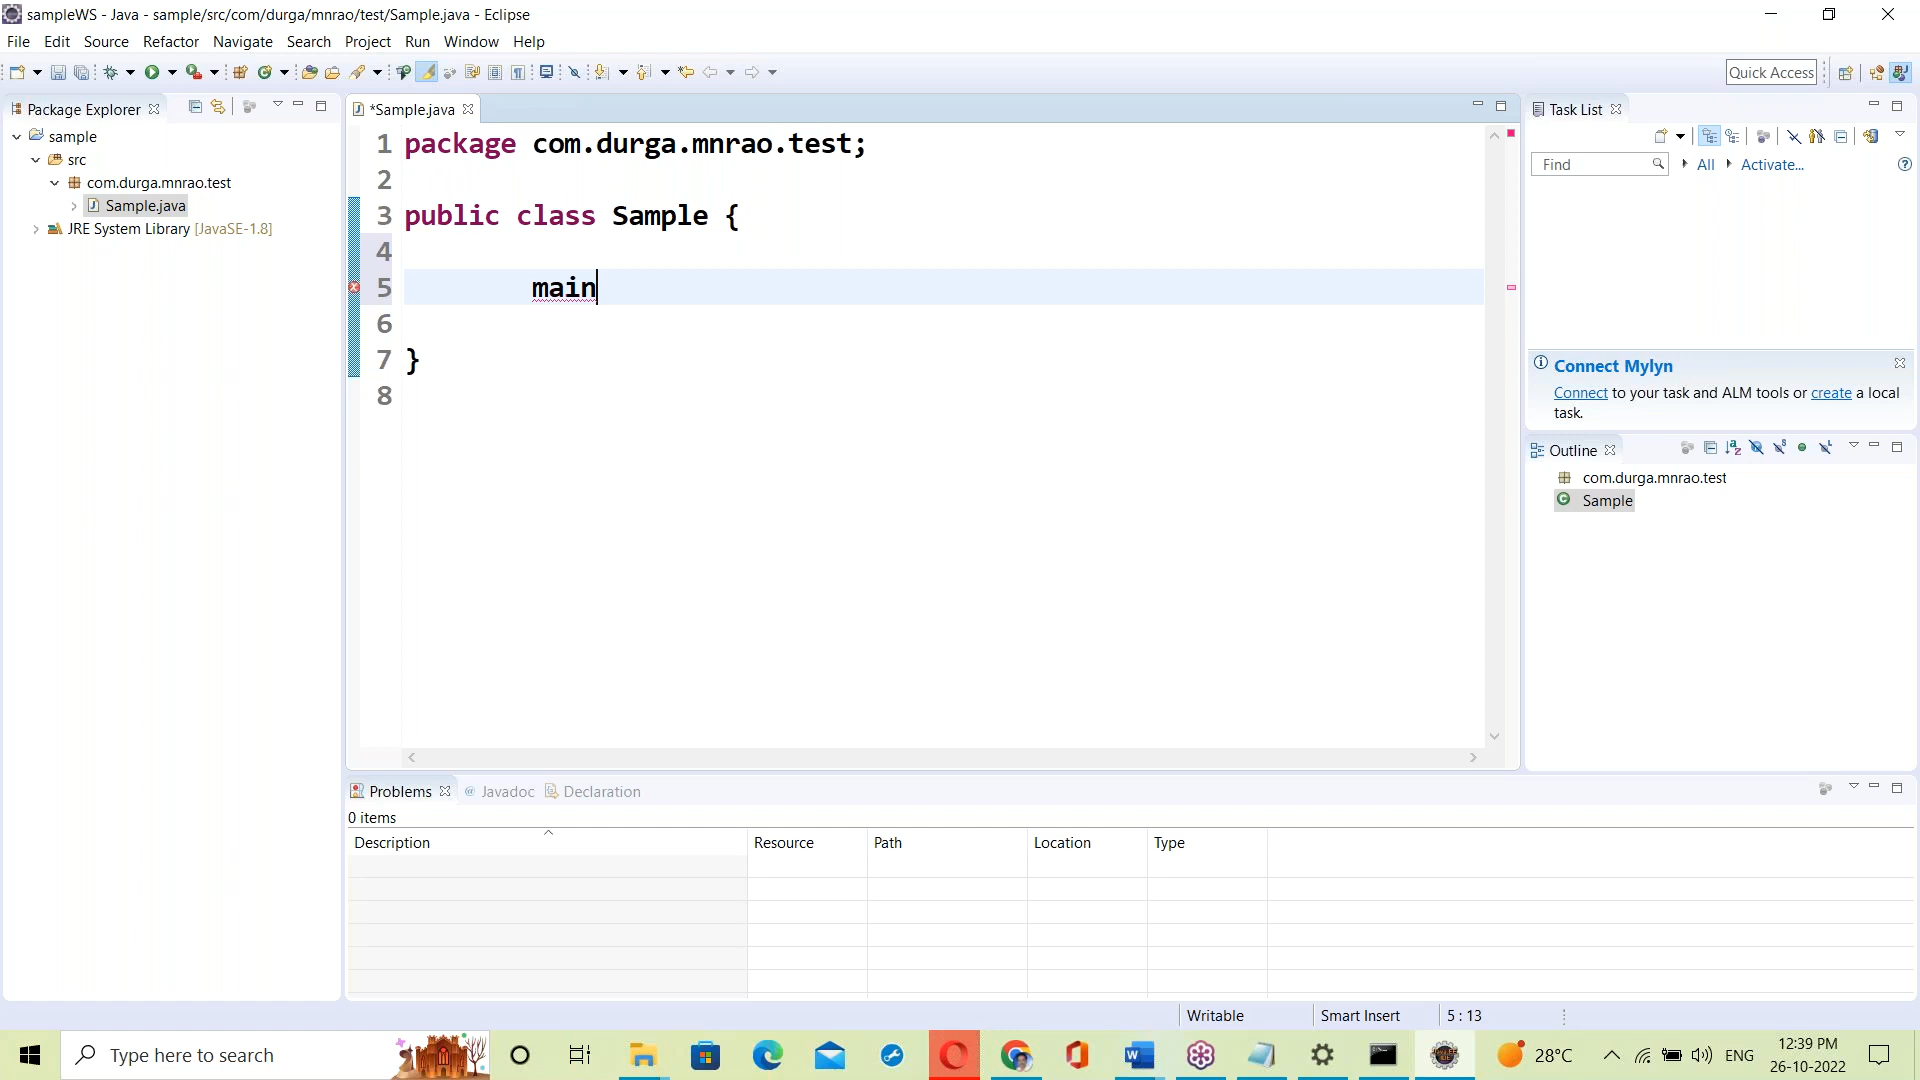 sampleWS - Java - sample/src/com/durga/mnrao/test/Sample.java - Eclipse
File Edit Source Refactor Navigate Search Project Run Window Help
Quick Access
Package Explorer
sample
src
com.durga.mnrao.test
Sample.java
JRE System Library [JavaSE-1.8]
*Sample.java
1 package com.durga.mnrao.test;
2
3 public class Sample {
4
5 main
6
7 }
8
Task List
Find
All
Activate...
Connect Mylyn
Connect to your task and ALM tools or create a local
task.
Outline
com.durga.mnrao.test
Sample
Problems
Javadoc
Declaration
0 items
Description Resource Path Location Type
Writable Smart Insert 5 : 13
Type here to search
28°C
ENG
12:39 PM
26-10-2022